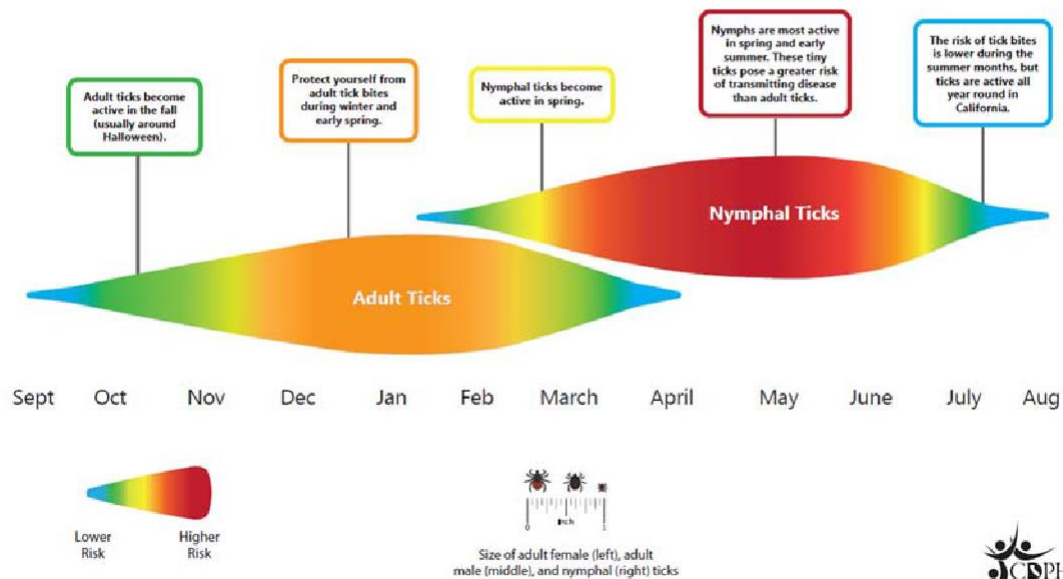 Adult ticks become
active in the fall
(usually around
Halloween).
Protect yourself from
adult tick bites
during winter and
early spring.
Nymphal ticks become
active in spring.
Nymphs are most active
in spring and early
summer. These tiny
ticks pose a greater risk
of transmitting disease
than adult ticks.
The risk of tick bites
is lower during the
summer months, but
ticks are active all
year round in
California.
Nymphal Ticks
Adult Ticks
Sept Oct Nov Dec Jan Feb March April May June July Aug
Lower
Risk
Higher
Risk
0 Inch 1
Size of adult female (left), adult
male (middle), and nymphal (right) ticks
CDPH